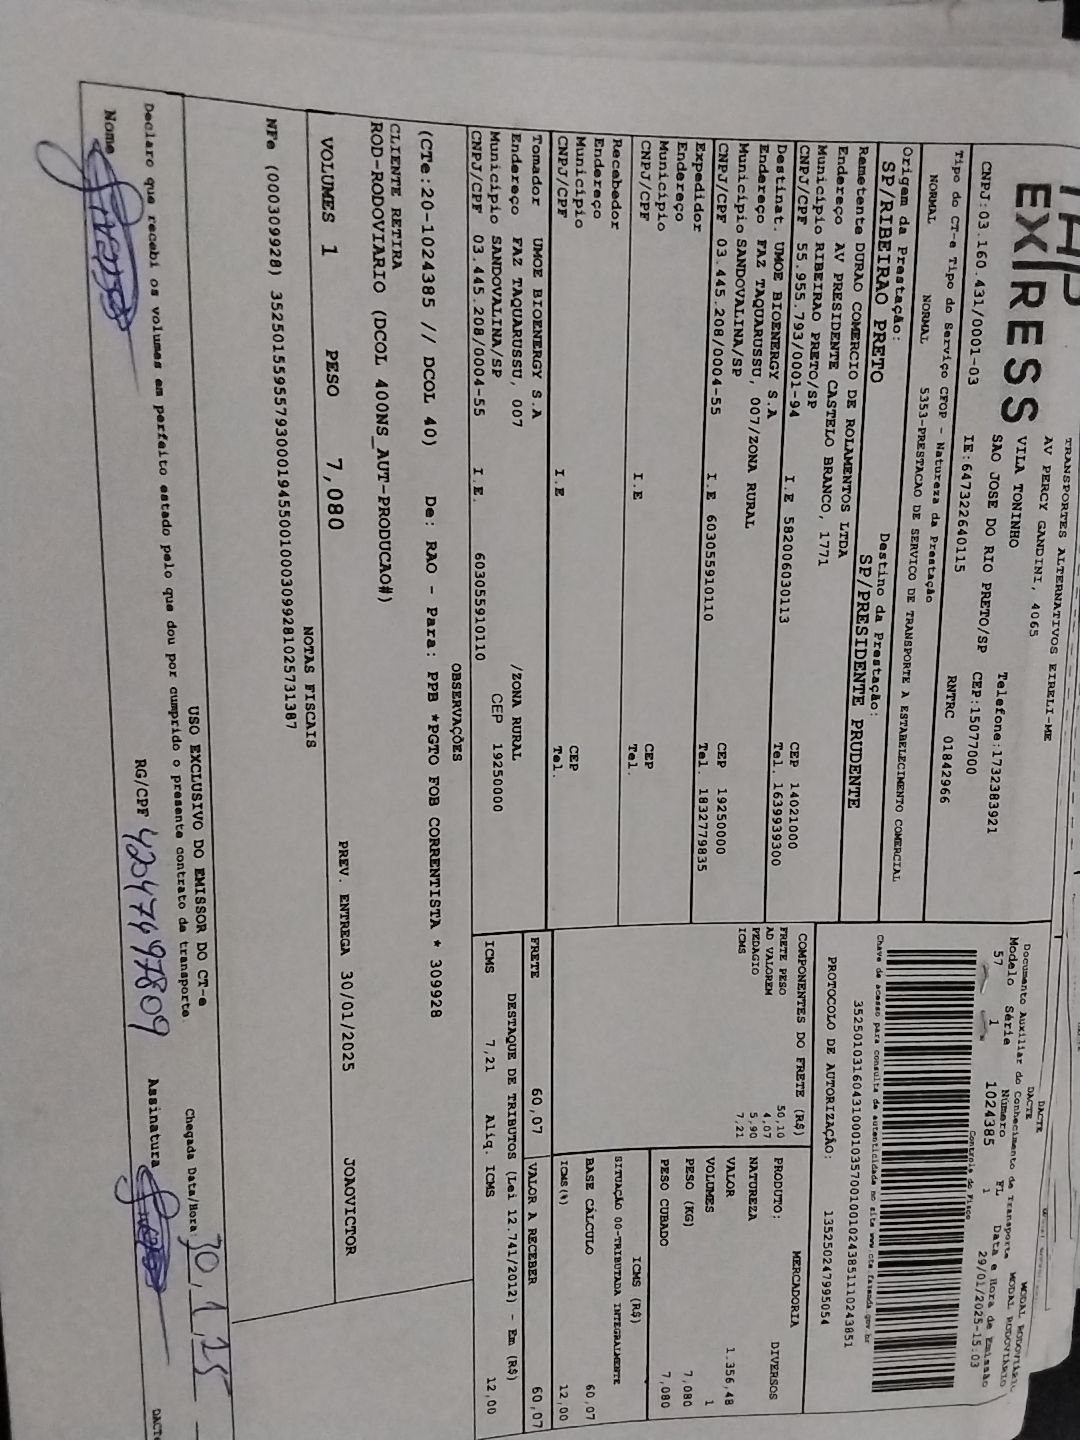 EXPRESS
TRANSPORTES ALTERNATIVOS EIRELI-ME
AV PERCY GANDINI, 4065
VILA TONINHO
SAO JOSE DO RIO PRETO/SP
Telefone:1732383921
CNPJ:03.160.431/0001-03
IE:647322640115
CEP:15077000
Tipo do CT-e Tipo do Serviço CFOP - Natureza da Prestação
RNTRC 01842966
NORMAL NORMAL 5353-PRESTACAO DE SERVICO DE TRANSPORTE A ESTABELECIMENTO COMERCIAL
DACTE
MODAL RODOVIÁRIO
Documento Auxiliar do Conhecimento de Transporte MODAL RODOVIÁRIO
Modelo Série Número FL Data e Hora de Emissão
57 1 1024385 1 29/01/2025-15:03
Controle do Fisco
Chave de acesso para consulta de autenticidade no site www.cte.fazenda.gov.br
35250103160431000103570010010243851110243851
PROTOCOLO DE AUTORIZAÇÃO: 135250247995054
Origem da Prestação:
SP/RIBEIRAO PRETO
Destino da Prestação:
SP/PRESIDENTE PRUDENTE
Remetente DURAO COMERCIO DE ROLAMENTOS LTDA
Endereço AV PRESIDENTE CASTELO BRANCO, 1771
Município RIBEIRAO PRETO/SP CEP 14021000
CNPJ/CPF 55.955.793/0001-94 I.E 582006030113 Tel. 1639939300
Destinat. UMOE BIOENERGY S.A
Endereço FAZ TAQUARUSSU, 007/ZONA RURAL
Município SANDOVALINA/SP CEP 19250000
CNPJ/CPF 03.445.208/0004-55 I.E 603055910110 Tel. 1832779835
Expedidor
Endereço
Município CEP
CNPJ/CPF I.E Tel.
Recebedor
Endereço
Município CEP
CNPJ/CPF I.E Tel.
Tomador UMOE BIOENERGY S.A
Endereço FAZ TAQUARUSSU, 007 /ZONA RURAL
Município SANDOVALINA/SP CEP 19250000
CNPJ/CPF 03.445.208/0004-55 I.E. 603055910110
COMPONENTES DO FRETE (R$)
FRETE PESO 50,10
AD VALOREM 4,07
PEDAGIO 5,90
ICMS 7,21
MERCADORIA
PRODUTO: DIVERSOS
NATUREZA
VALOR 1.356,48
VOLUMES 1
PESO (KG) 7,080
PESO CUBADO 7,080
ICMS (R$)
SITUAÇÃO 00-TRIBUTADA INTEGRALMENTE
BASE CÁLCULO 60,07
ICMS (%) 12,00
FRETE 60,07 VALOR A RECEBER 60,07
DESTAQUE DE TRIBUTOS (Lei 12.741/2012) - Em (R$)
ICMS 7,21 Aliq. ICMS 12,00
OBSERVAÇÕES
(CTe:20-1024385 // DCOL 40) De: RAO - Para: PPB *PGTO FOB CORRENTISTA * 309928
CLIENTE RETIRA
ROD-RODOVIARIO (DCOL 400NS_AUT-PRODUCAO#)
VOLUMES 1 PESO 7,080 PREV. ENTREGA 30/01/2025 JOAOVICTOR
NOTAS FISCAIS
NFe (000309928) 35250155955793000194550010003099281025731387
USO EXCLUSIVO DO EMISSOR DO CT-e
Declaro que recebi os volumes em perfeito estado pelo que dou por cumprido o presente contrato de transporte.
Chegada Data/Hora: 30, 1, 25
Nome RG/CPF 42047497809 Assinatura